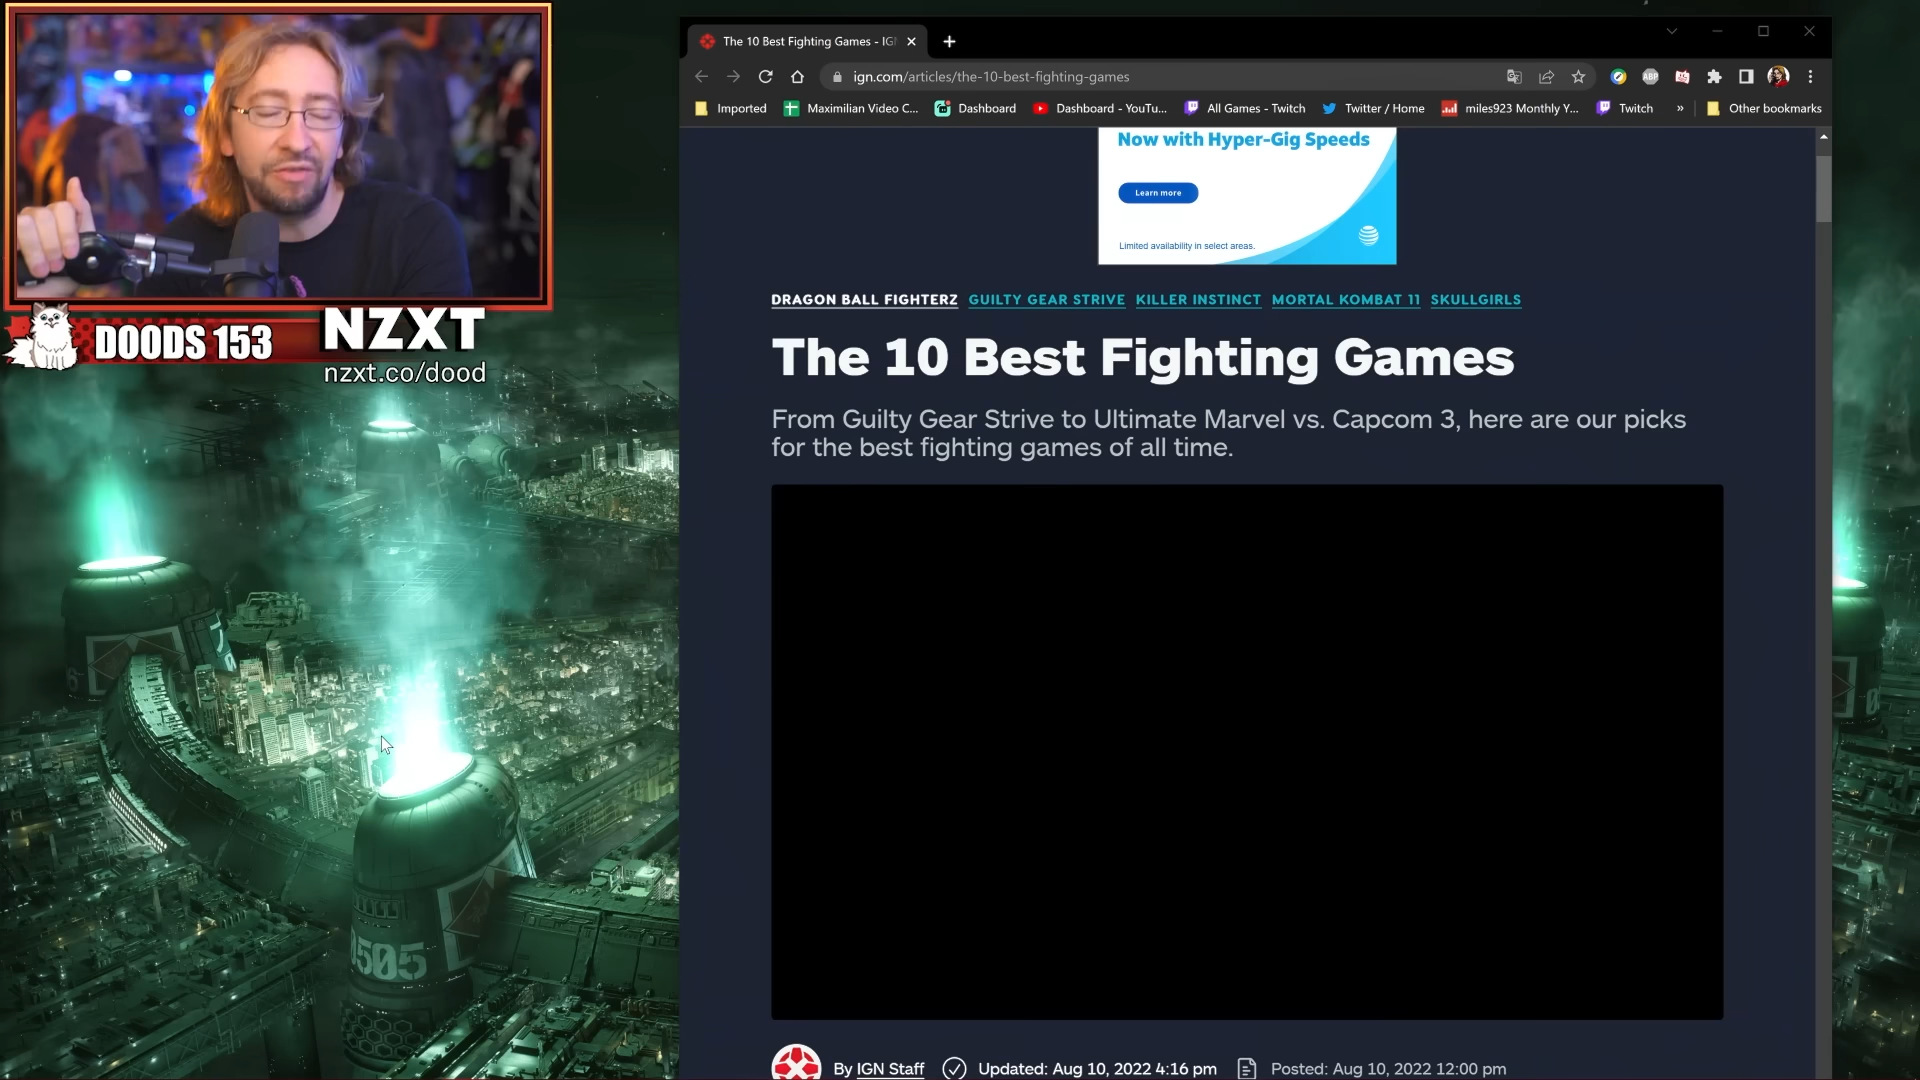 DOODS 153
NZXT
nzxt.co/dood
0505
The 10 Best Fighting Games - IG
ign.com/articles/the-10-best-fighting-games
ABP
Imported
Maximilian Video C...
Dashboard
Dashboard - YouTu...
All Games - Twitch
Twitter / Home
miles923 Monthly Y...
Twitch
»
Other bookmarks
Now with Hyper-Gig Speeds
Learn more
Limited availability in select areas.
DRAGON BALL FIGHTERZ GUILTY GEAR STRIVE KILLER INSTINCT MORTAL KOMBAT 11 SKULLGIRLS
The 10 Best Fighting Games
From Guilty Gear Strive to Ultimate Marvel vs. Capcom 3, here are our picks
for the best fighting games of all time.
By IGN Staff Updated: Aug 10, 2022 4:16 pm Posted: Aug 10, 2022 12:00 pm